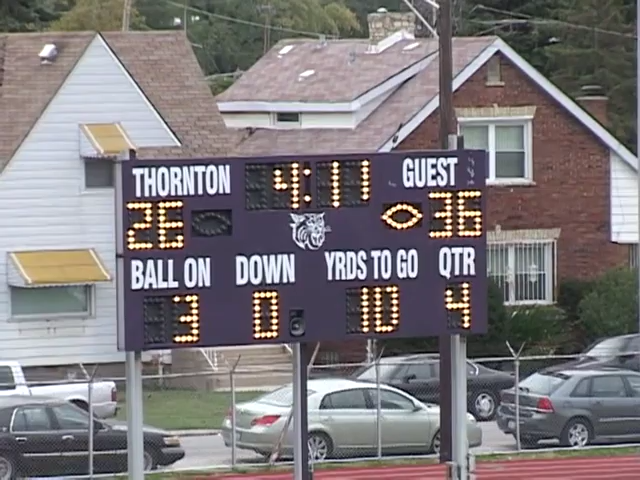 THORNTON 4:11 GUEST
26 36
BALL ON DOWN YRDS TO GO QTR
3 0 10 4